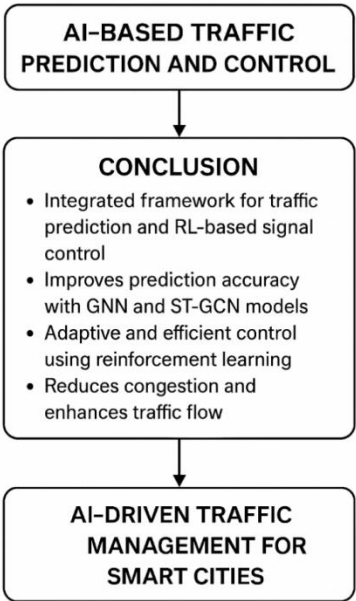 AI-BASED TRAFFIC
PREDICTION AND CONTROL
CONCLUSION
• Integrated framework for traffic
prediction and RL-based signal
control
• Improves prediction accuracy
with GNN and ST-GCN models
• Adaptive and efficient control
using reinforcement learning
• Reduces congestion and
enhances traffic flow
AI-DRIVEN TRAFFIC
MANAGEMENT FOR
SMART CITIES